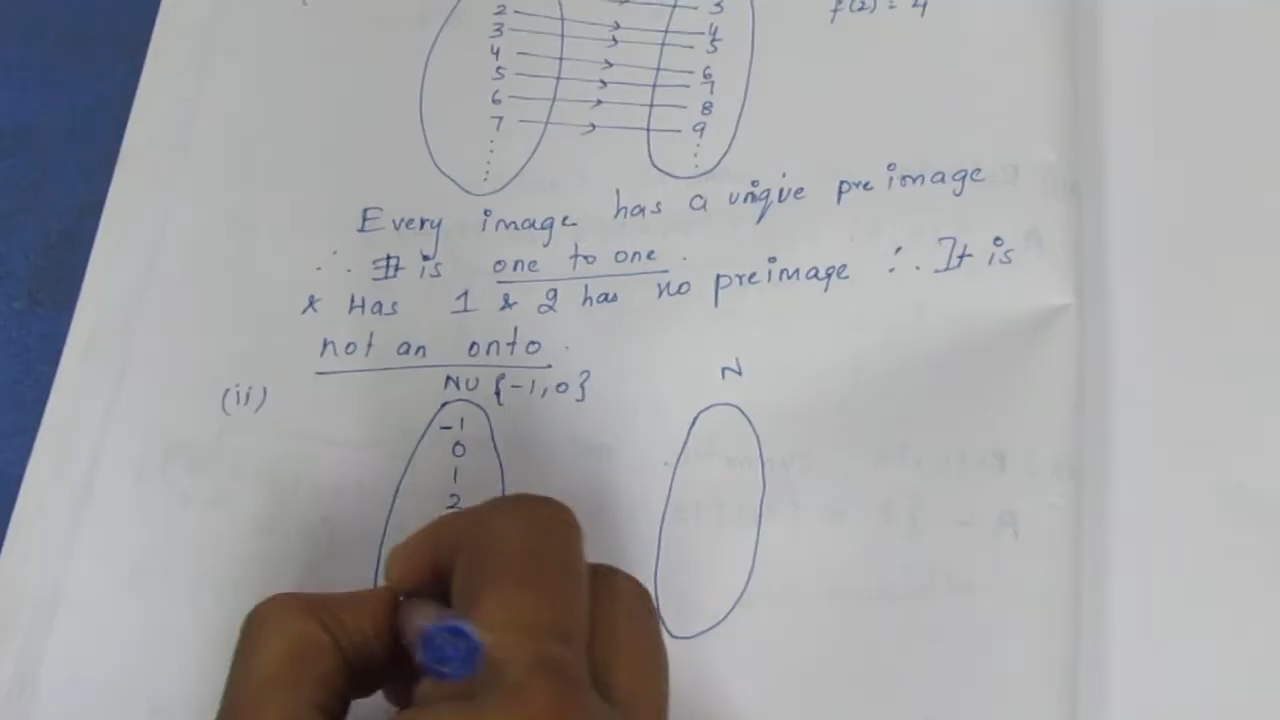 3
f(2) = 4
2
3
4
5
6
7
4
5
6
7
8
9
Every image has a unique preimage
∴ It is one to one.
& Has 1 & 2 has no preimage ∴ It is
not an onto.
(ii) NU {-1,0} N
-1
0
1
2